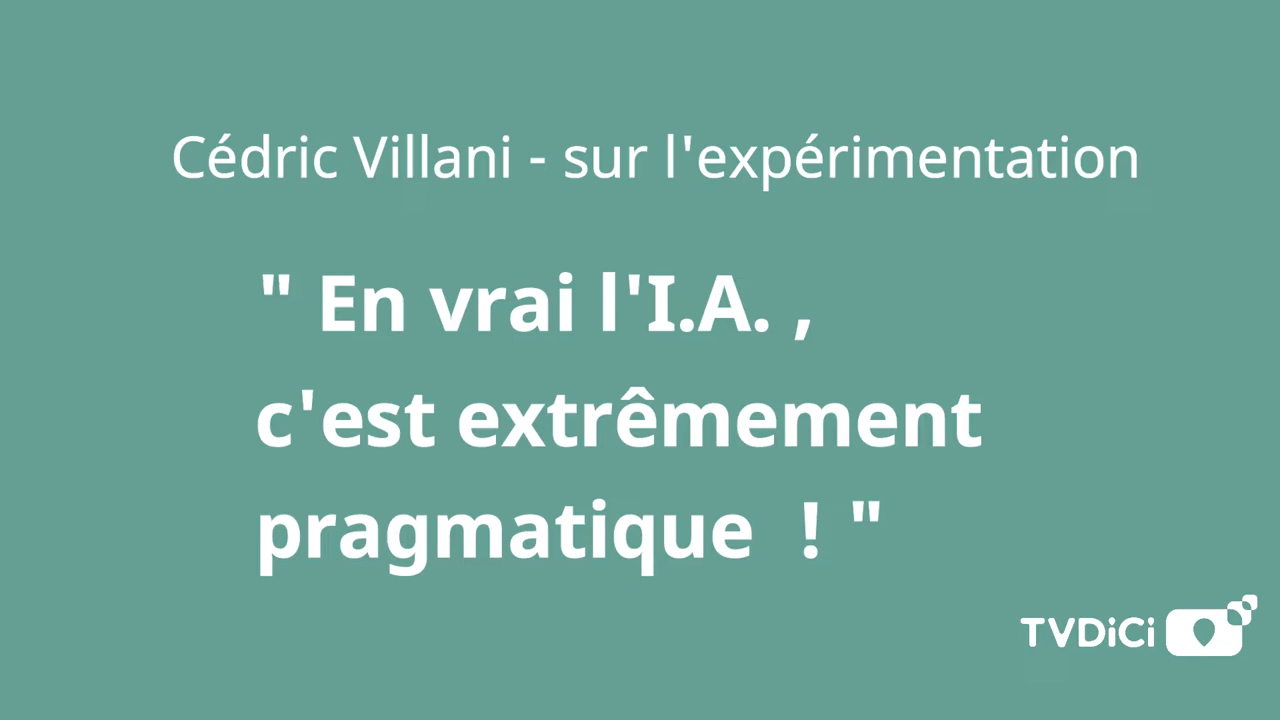 Cédric Villani - sur l'expérimentation
" En vrai l'I.A. ,
c'est extrêmement
pragmatique  ! "
TVDiCi